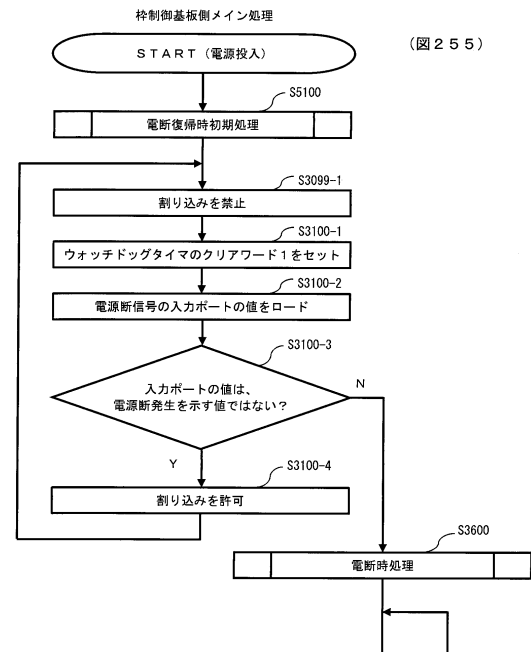 枠制御基板側メイン処理
START（電源投入）
（図２５５）
S5100
電断復帰時初期処理
S3099-1
割り込みを禁止
S3100-1
ウォッチドッグタイマのクリアワード１をセット
S3100-2
電源断信号の入力ポートの値をロード
S3100-3
入力ポートの値は、
電源断発生を示す値ではない？
N
Y
S3100-4
割り込みを許可
S3600
電断時処理